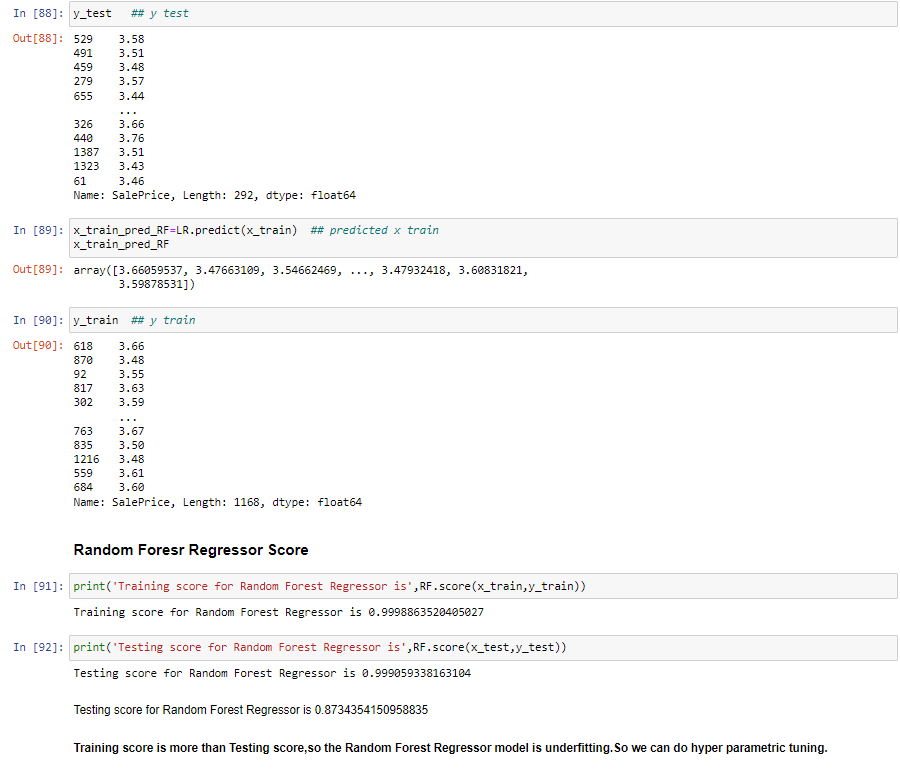 In [88]: y_test   ## y test
Out[88]: 529    3.58
491    3.51
459    3.48
279    3.57
655    3.44
...
326    3.66
440    3.76
1387    3.51
1323    3.43
61    3.46
Name: SalePrice, Length: 292, dtype: float64
In [89]: x_train_pred_RF=LR.predict(x_train)  ## predicted x train
x_train_pred_RF
Out[89]: array([3.66059537, 3.47663109, 3.54662469, ..., 3.47932418, 3.60831821,
3.59878531])
In [90]: y_train  ## y train
Out[90]: 618    3.66
870    3.48
92    3.55
817    3.63
302    3.59
...
763    3.67
835    3.50
1216    3.48
559    3.61
684    3.60
Name: SalePrice, Length: 1168, dtype: float64
Random Foresr Regressor Score
In [91]: print('Training score for Random Forest Regressor is',RF.score(x_train,y_train))
Training score for Random Forest Regressor is 0.9998863520405027
In [92]: print('Testing score for Random Forest Regressor is',RF.score(x_test,y_test))
Testing score for Random Forest Regressor is 0.999059338163104
Testing score for Random Forest Regressor is 0.8734354150958835
Training score is more than Testing score,so the Random Forest Regressor model is underfitting.So we can do hyper parametric tuning.